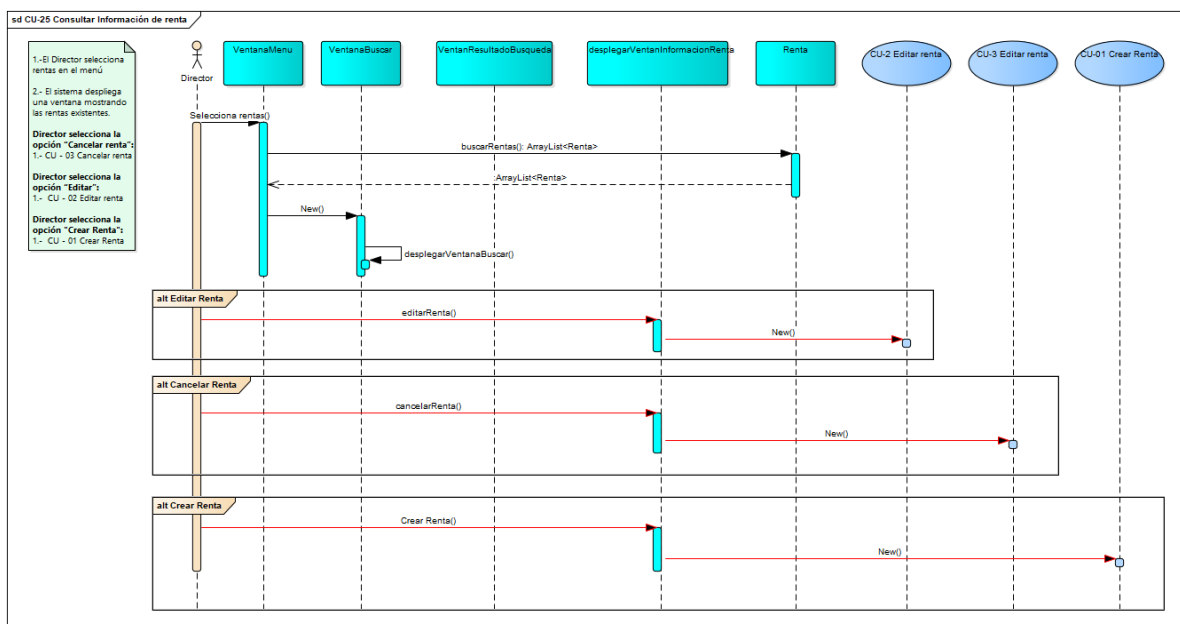 sd CU-25 Consultar Información de renta
1.-El Director selecciona
rentas en el menú
2.- El sistema despliega
una ventana mostrando
las rentas existentes.
Director selecciona la
opción "Cancelar renta":
1.- CU - 03 Cancelar renta
Director selecciona la
opción "Editar":
1.- CU - 02 Editar renta
Director selecciona la
opción "Crear Renta":
1.- CU - 01 Crear Renta
Director
VentanaMenu
VentanaBuscar
VentanResultadoBusqueda
desplegarVentanInformacionRenta
Renta
CU-2 Editar renta
CU-3 Editar renta
CU-01 Crear Renta
Selecciona rentas()
buscarRentas(): ArrayList<Renta>
:ArrayList<Renta>
New()
desplegarVentanaBuscar()
alt Editar Renta
editarRenta()
New()
alt Cancelar Renta
cancelarRenta()
New()
alt Crear Renta
Crear Renta()
New()